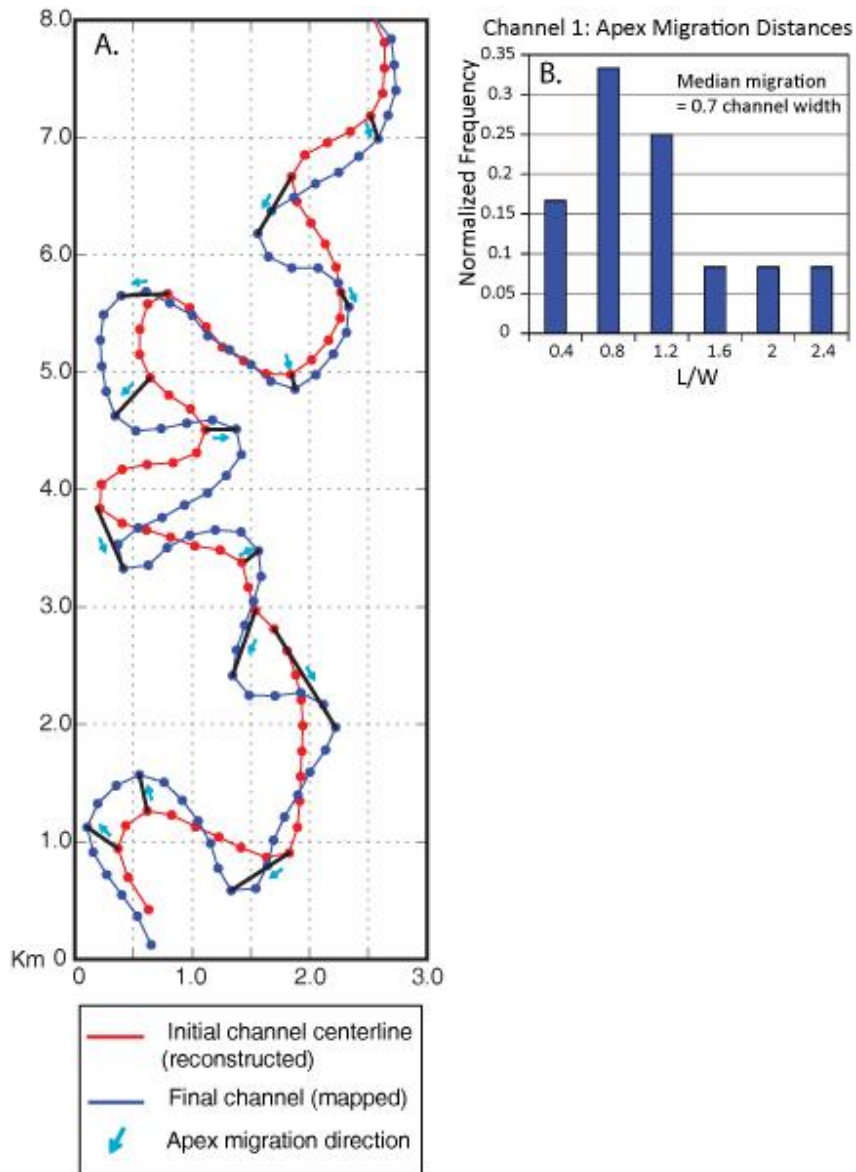 A.
8.0
7.0
6.0
5.0
4.0
3.0
2.0
1.0
Km 0
0 1.0 2.0 3.0
Initial channel centerline
(reconstructed)
Final channel (mapped)
Apex migration direction
Channel 1: Apex Migration Distances
B.
Median migration
= 0.7 channel width
Normalized Frequency
0.35
0.3
0.25
0.2
0.15
0.1
0.05
0
0.4 0.8 1.2 1.6 2 2.4
L/W